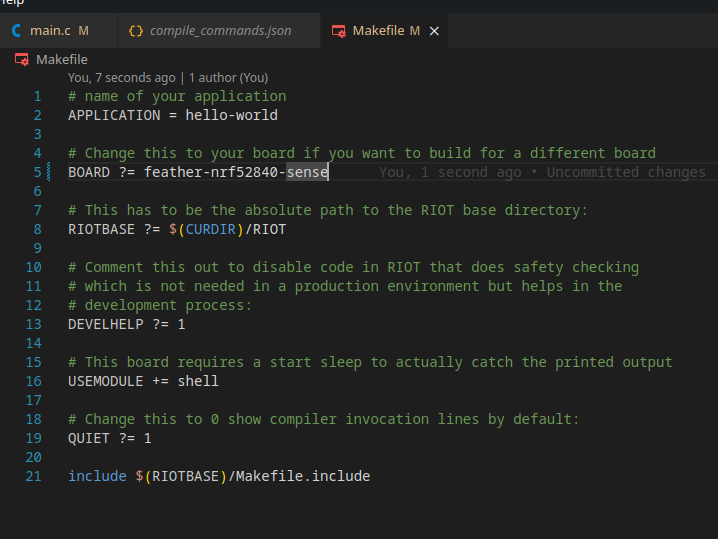 Help
main.c M
compile_commands.json
Makefile M
Makefile
You, 7 seconds ago | 1 author (You)
1 # name of your application
2 APPLICATION = hello-world
3
4 # Change this to your board if you want to build for a different board
5 BOARD ?= feather-nrf52840-sense You, 1 second ago • Uncommitted changes
6
7 # This has to be the absolute path to the RIOT base directory:
8 RIOTBASE ?= $(CURDIR)/RIOT
9
10 # Comment this out to disable code in RIOT that does safety checking
11 # which is not needed in a production environment but helps in the
12 # development process:
13 DEVELHELP ?= 1
14
15 # This board requires a start sleep to actually catch the printed output
16 USEMODULE += shell
17
18 # Change this to 0 show compiler invocation lines by default:
19 QUIET ?= 1
20
21 include $(RIOTBASE)/Makefile.include